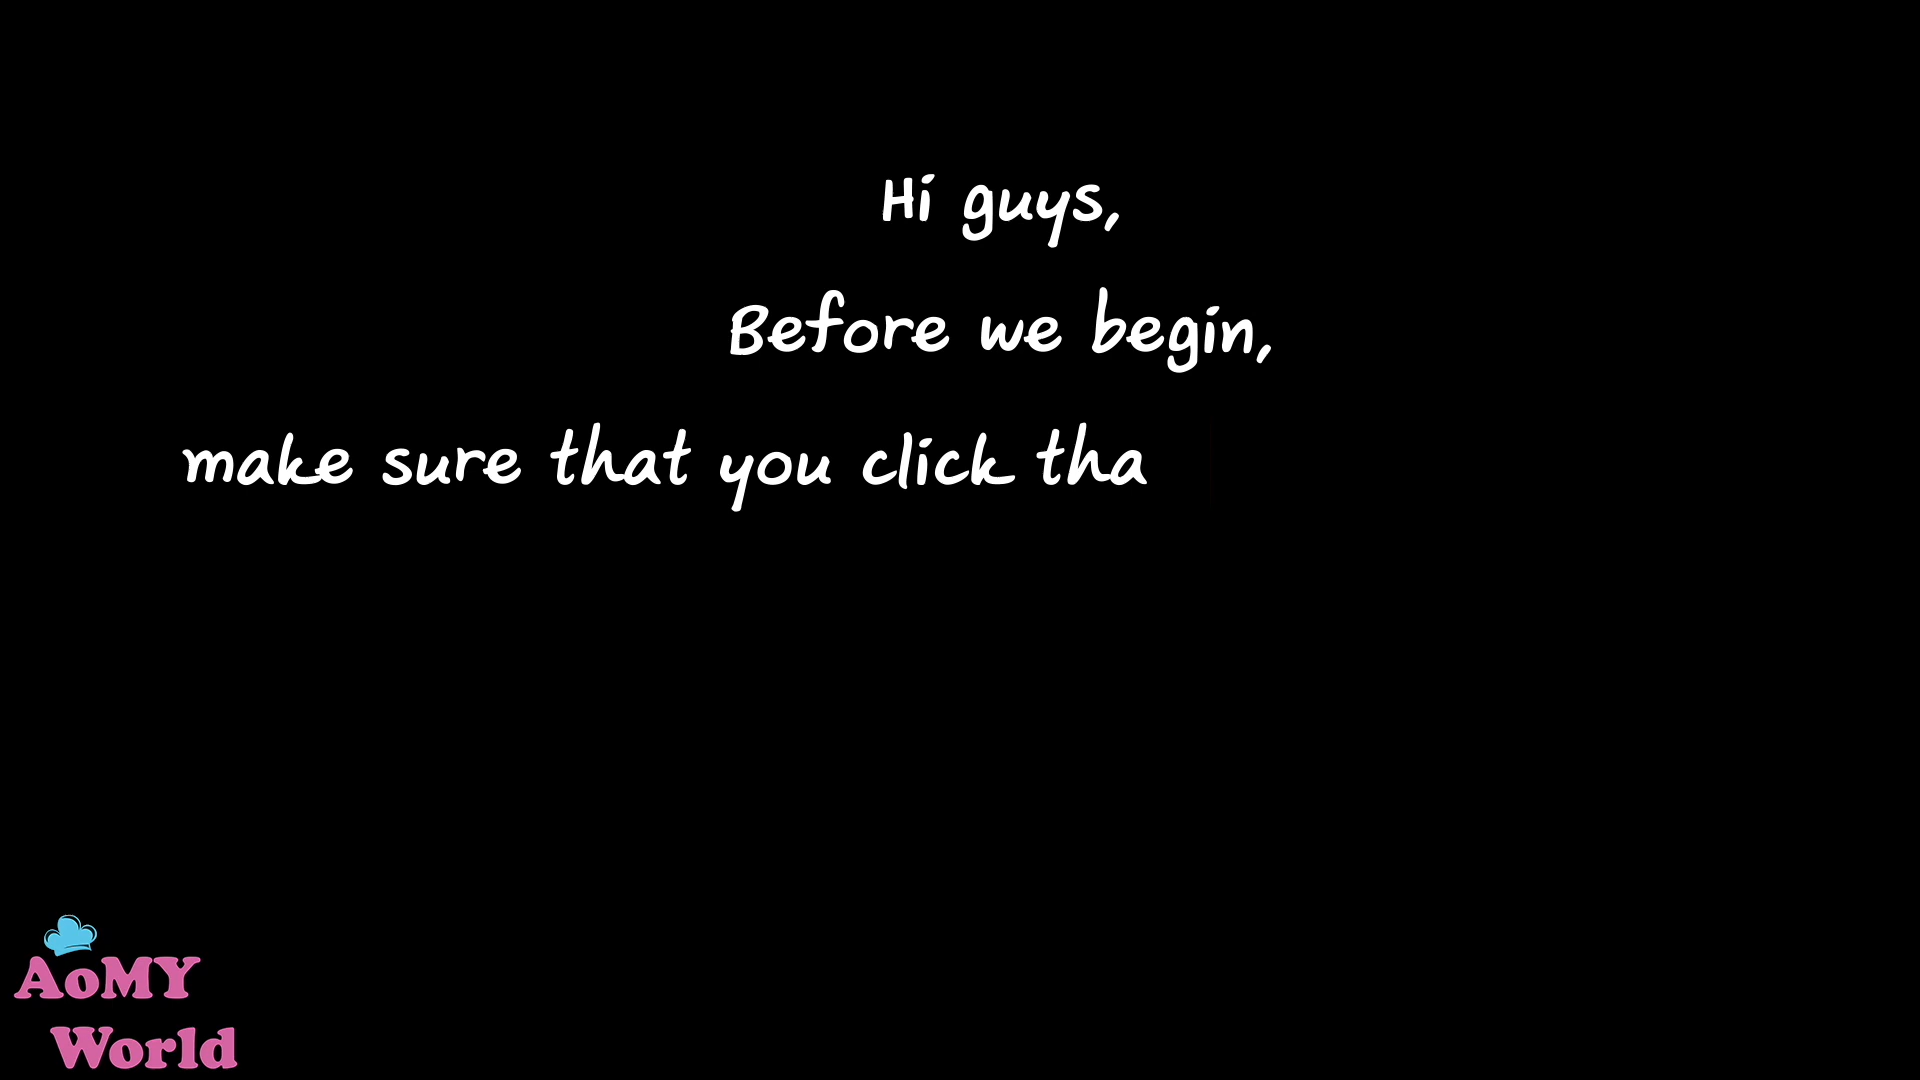 Hi guys,
Before we begin,
make sure that you click tha
AoMY
World